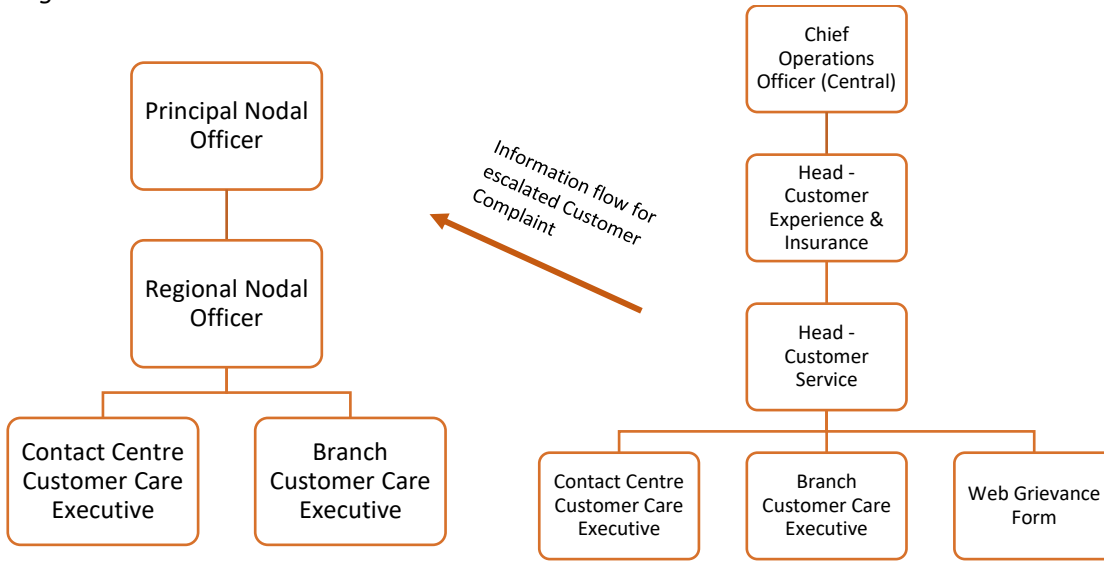 Principal Nodal
Officer
Regional Nodal
Officer
Contact Centre
Customer Care
Executive
Branch
Customer Care
Executive
Information flow for
escalated Customer
Complaint
Chief
Operations
Officer (Central)
Head -
Customer
Experience &
Insurance
Head -
Customer
Service
Contact Centre
Customer Care
Executive
Branch
Customer Care
Executive
Web Grievance
Form